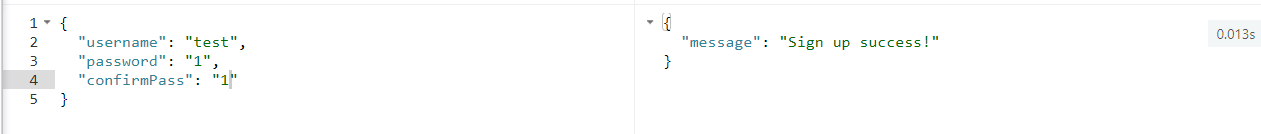 1 {
2 "username": "test",
3 "password": "1",
4 "confirmPass": "1"
5 }
{
"message": "Sign up success!"
}
0.013s